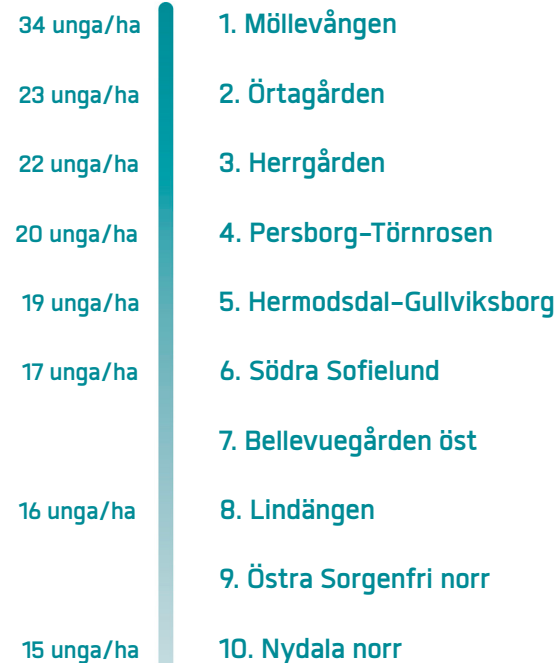 34 unga/ha 1. Möllevången
23 unga/ha 2. Örtagården
22 unga/ha 3. Herrgården
20 unga/ha 4. Persborg-Törnrosen
19 unga/ha 5. Hermodsdal-Gullviksborg
17 unga/ha 6. Södra Sofielund
7. Bellevuegården öst
16 unga/ha 8. Lindängen
9. Östra Sorgenfri norr
15 unga/ha 10. Nydala norr